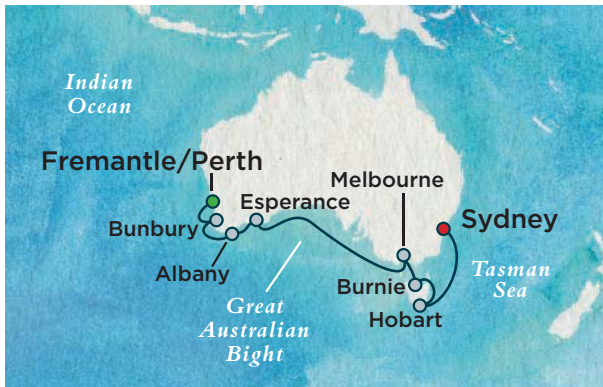 Indian
Ocean
Fremantle/Perth
Melbourne
Esperance
Bunbury
Sydney
Albany
Tasman
Sea
Burnie
Great
Australian
Bight
Hobart